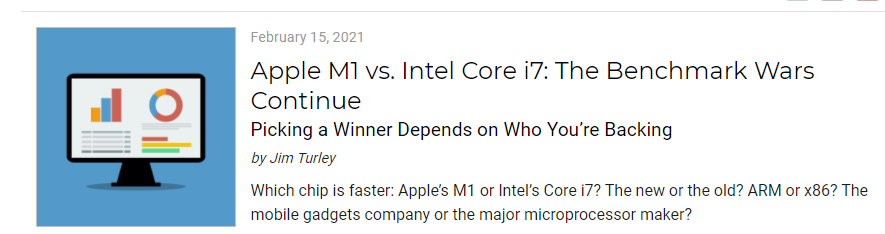 February 15, 2021
Apple M1 vs. Intel Core i7: The Benchmark Wars
Continue
Picking a Winner Depends on Who You're Backing
by Jim Turley
Which chip is faster: Apple's M1 or Intel's Core i7? The new or the old? ARM or x86? The
mobile gadgets company or the major microprocessor maker?